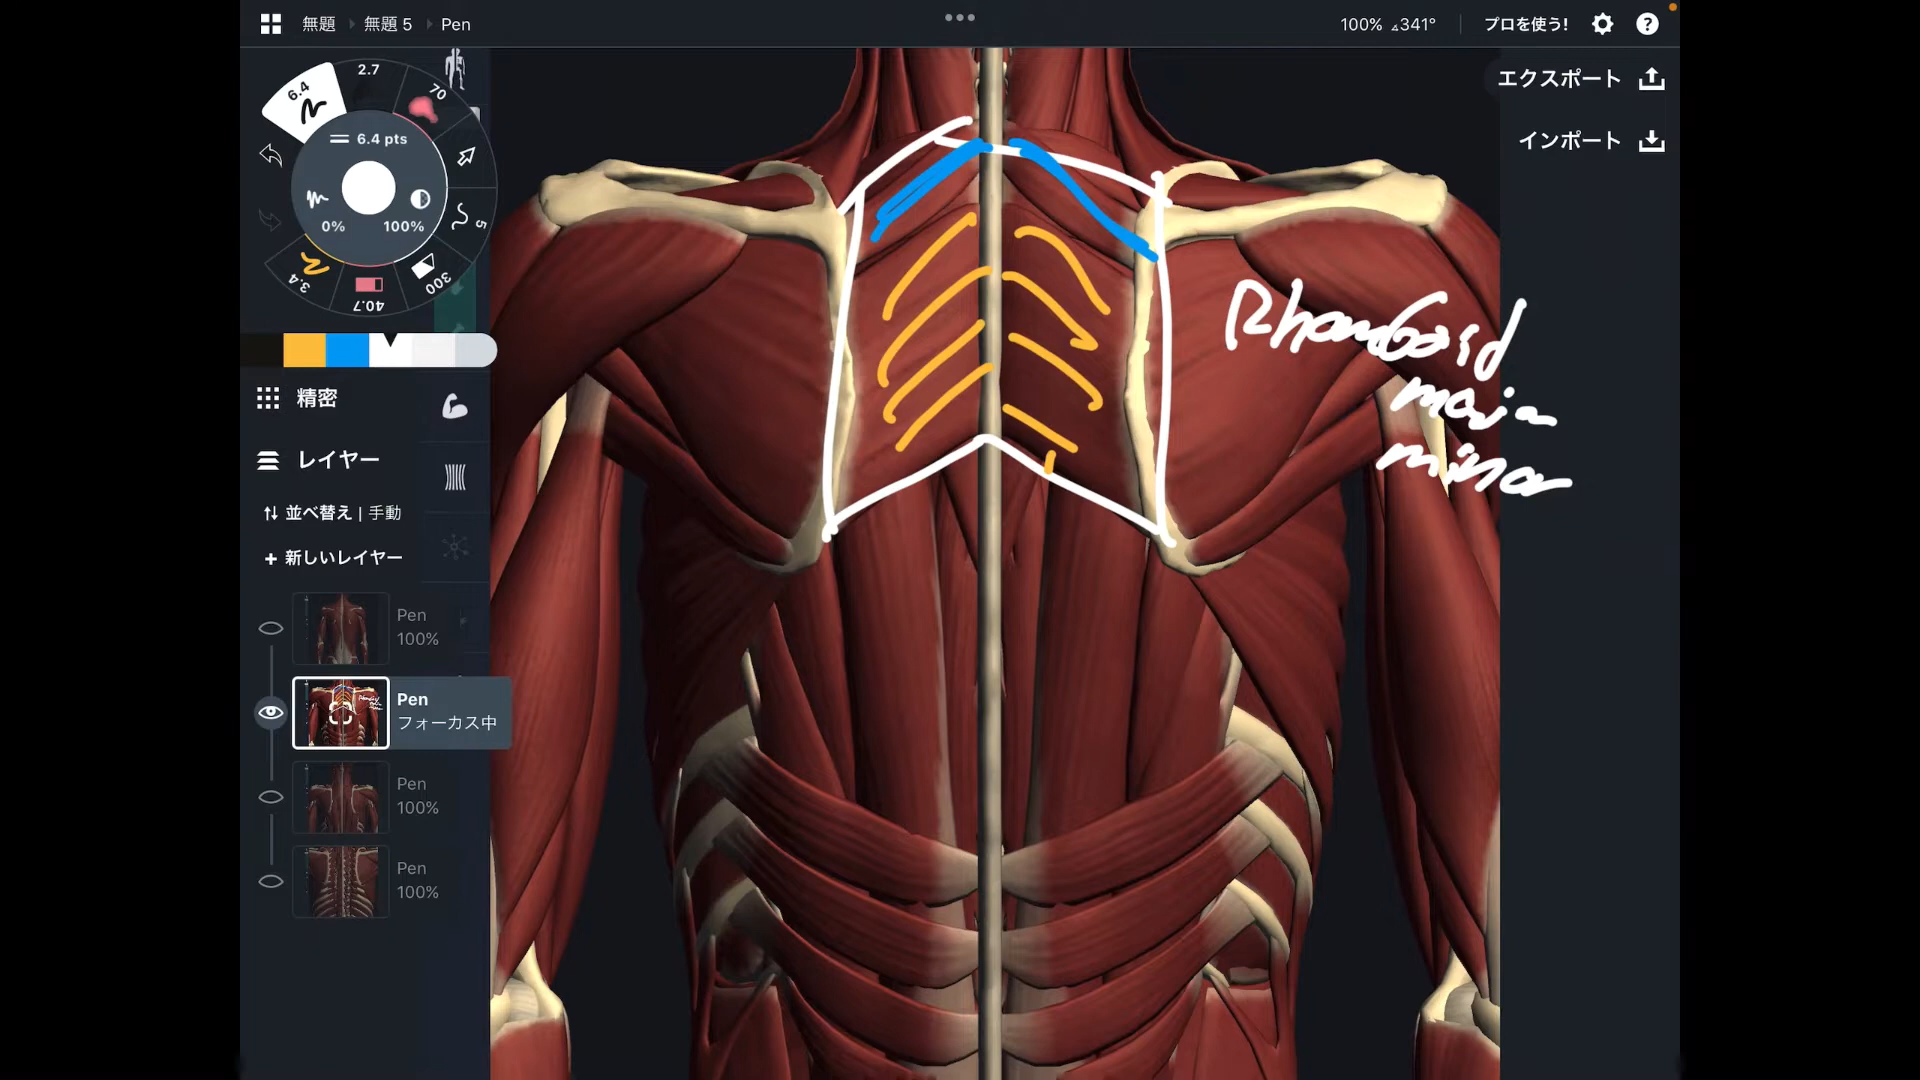 無題 無題 5 Pen
100% ⊿341°
プロを使う!
エクスポート
インポート
2.7
6.4
70
6.4 pts
0% 100%
5
3.4
40.7
300
精密
レイヤー
並べ替え | 手動
+ 新しいレイヤー
Pen
100%
Pen
フォーカス中
Pen
100%
Pen
100%
Rhomboid
major
minor